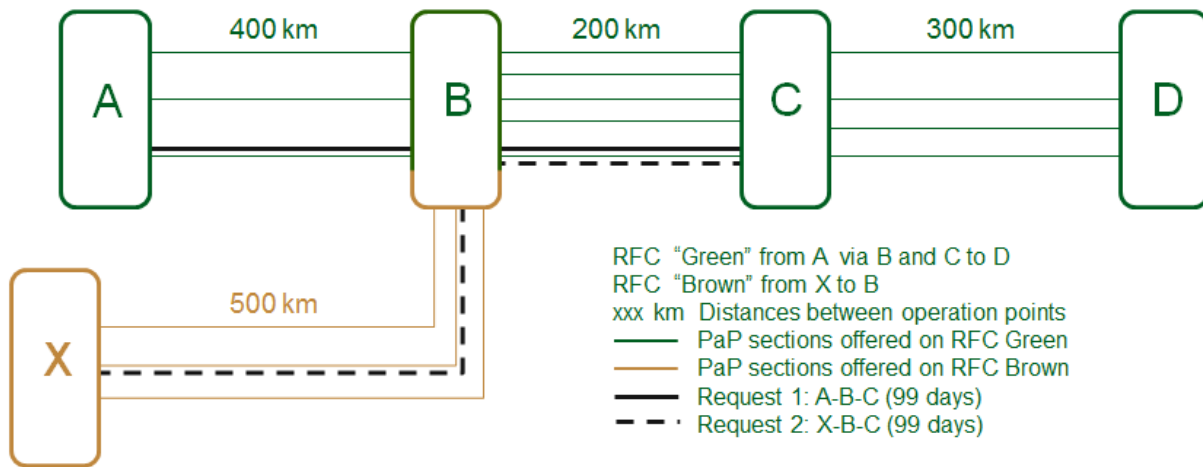 400 km
200 km
300 km
A
B
C
D
500 km
X
RFC “Green” from A via B and C to D
RFC “Brown” from X to B
xxx km Distances between operation points
PaP sections offered on RFC Green
PaP sections offered on RFC Brown
Request 1: A-B-C (99 days)
Request 2: X-B-C (99 days)